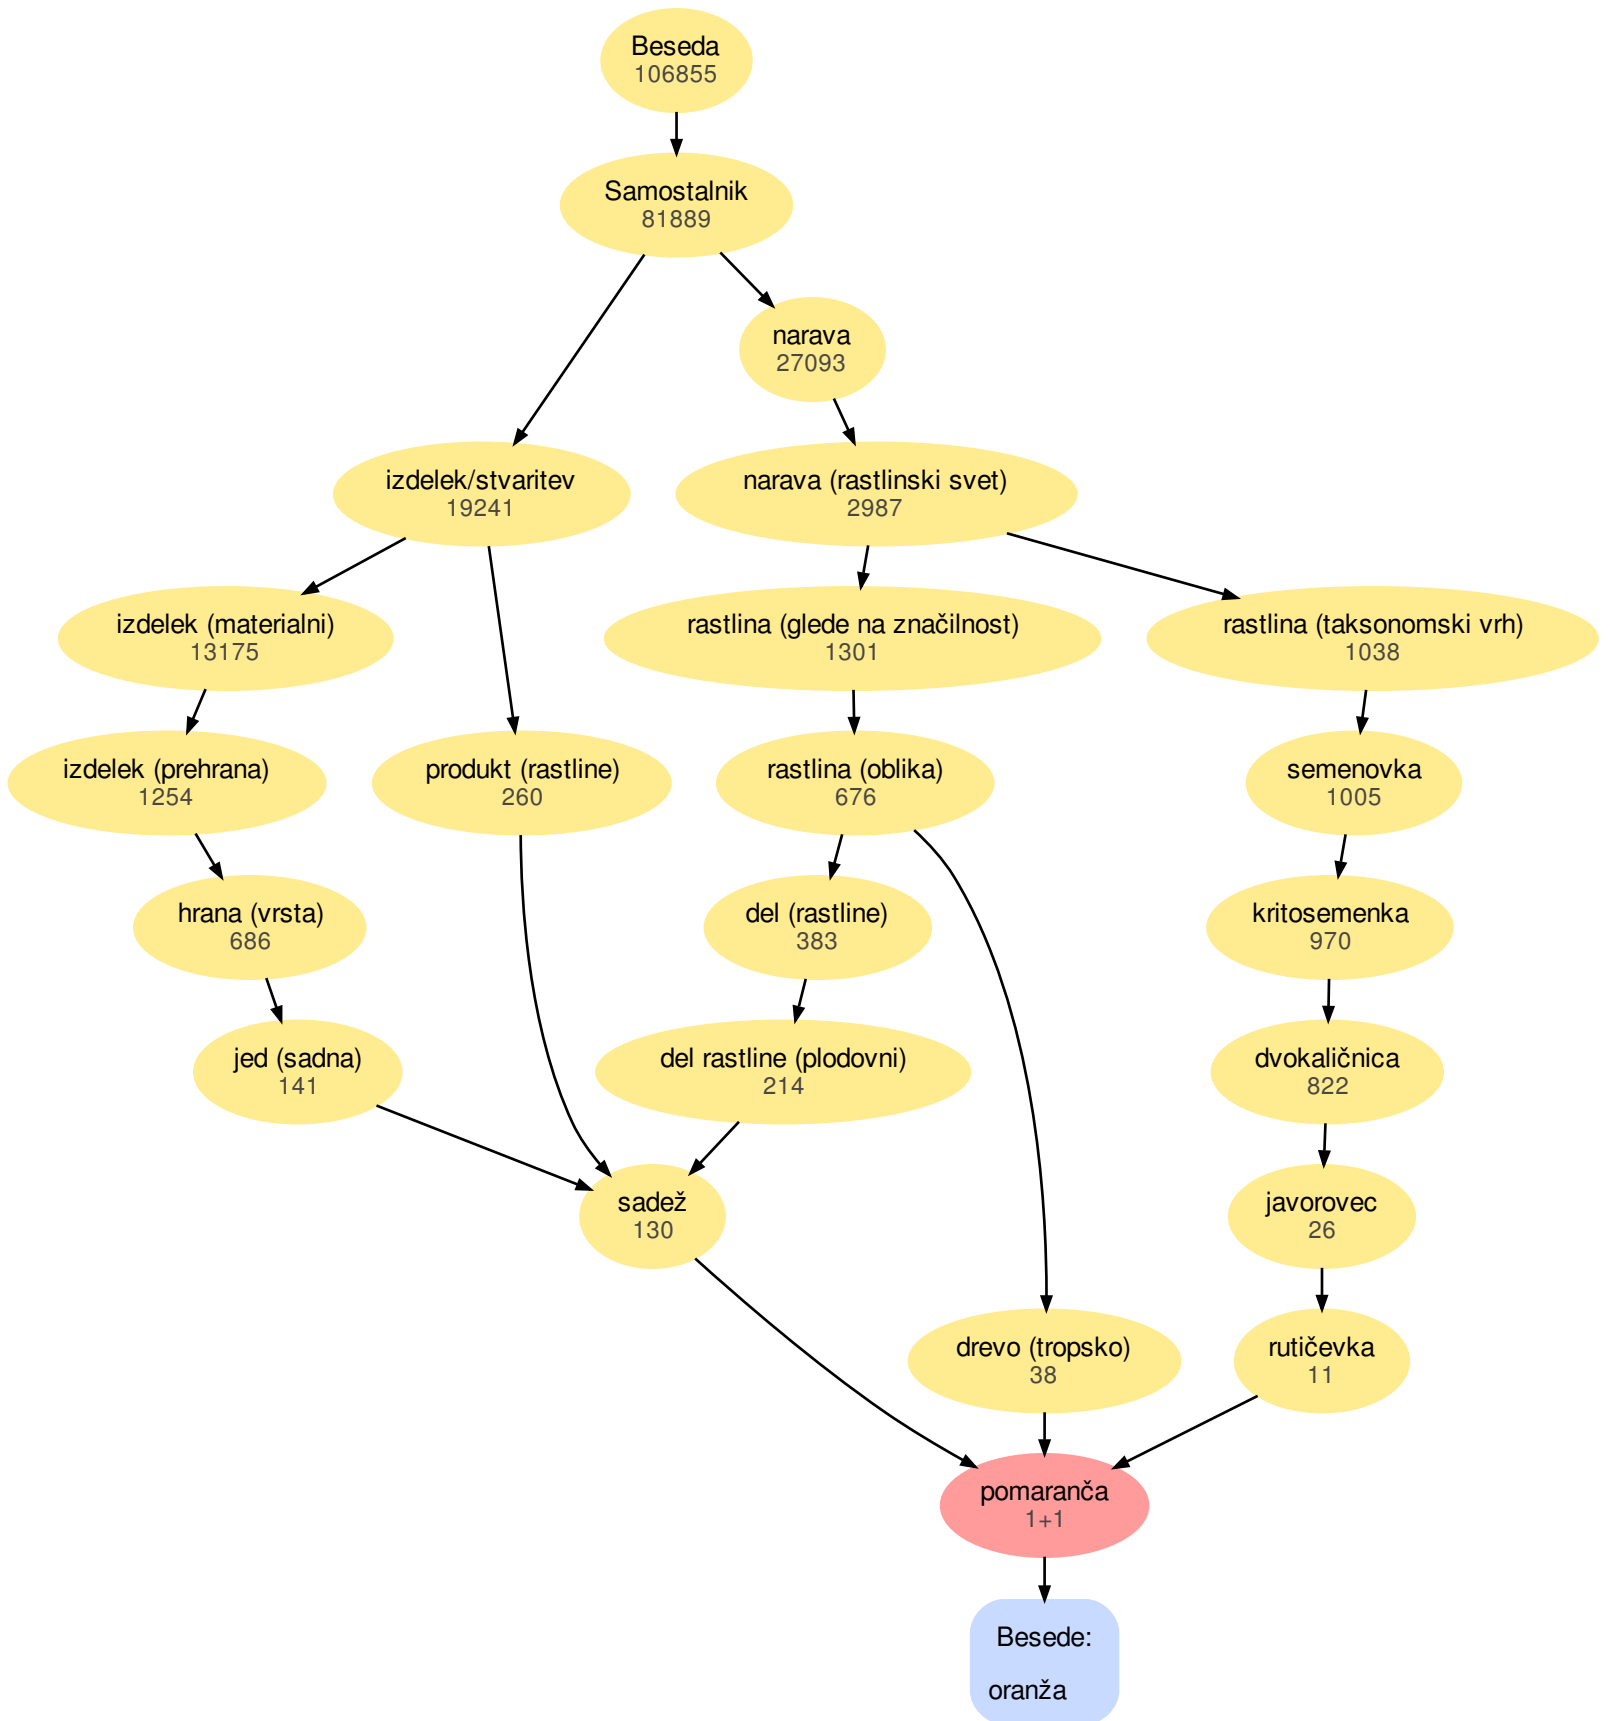 Beseda
106855
Samostalnik
81889
narava
27093
izdelek/stvaritev
19241
narava (rastlinski svet)
2987
izdelek (materialni)
13175
rastlina (glede na značilnost)
1301
rastlina (taksonomski vrh)
1038
izdelek (prehrana)
1254
produkt (rastline)
260
rastlina (oblika)
676
semenovka
1005
hrana (vrsta)
686
del (rastline)
383
kritosemenka
970
jed (sadna)
141
del rastline (plodovni)
214
dvokaličnica
822
sadež
130
javorovec
26
drevo (tropsko)
38
rutičevka
11
pomaranča
1+1
Besede:
oranža